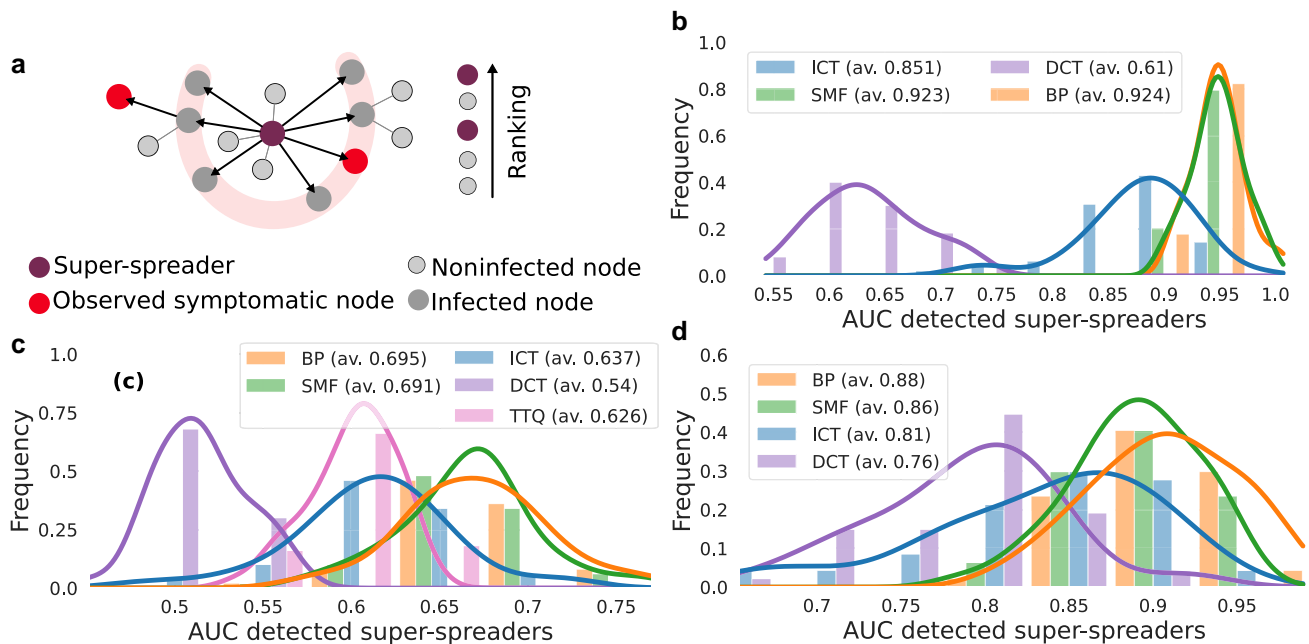 a
Ranking
Super-spreader
Noninfected node
Observed symptomatic node
Infected node
b
1.0
0.8
0.6
0.4
0.2
0.0
Frequency
ICT (av. 0.851)
DCT (av. 0.61)
SMF (av. 0.923)
BP (av. 0.924)
0.55 0.6 0.65 0.7 0.75 0.8 0.85 0.9 0.95 1.0
AUC detected super-spreaders
c
(c)
1.0
0.75
0.5
0.25
0.0
Frequency
BP (av. 0.695)
ICT (av. 0.637)
SMF (av. 0.691)
DCT (av. 0.54)
TTQ (av. 0.626)
0.5 0.55 0.6 0.65 0.7 0.75
AUC detected super-spreaders
d
0.6
0.5
0.4
0.3
0.2
0.1
0.0
Frequency
BP (av. 0.88)
SMF (av. 0.86)
ICT (av. 0.81)
DCT (av. 0.76)
0.7 0.75 0.8 0.85 0.9 0.95
AUC detected super-spreaders